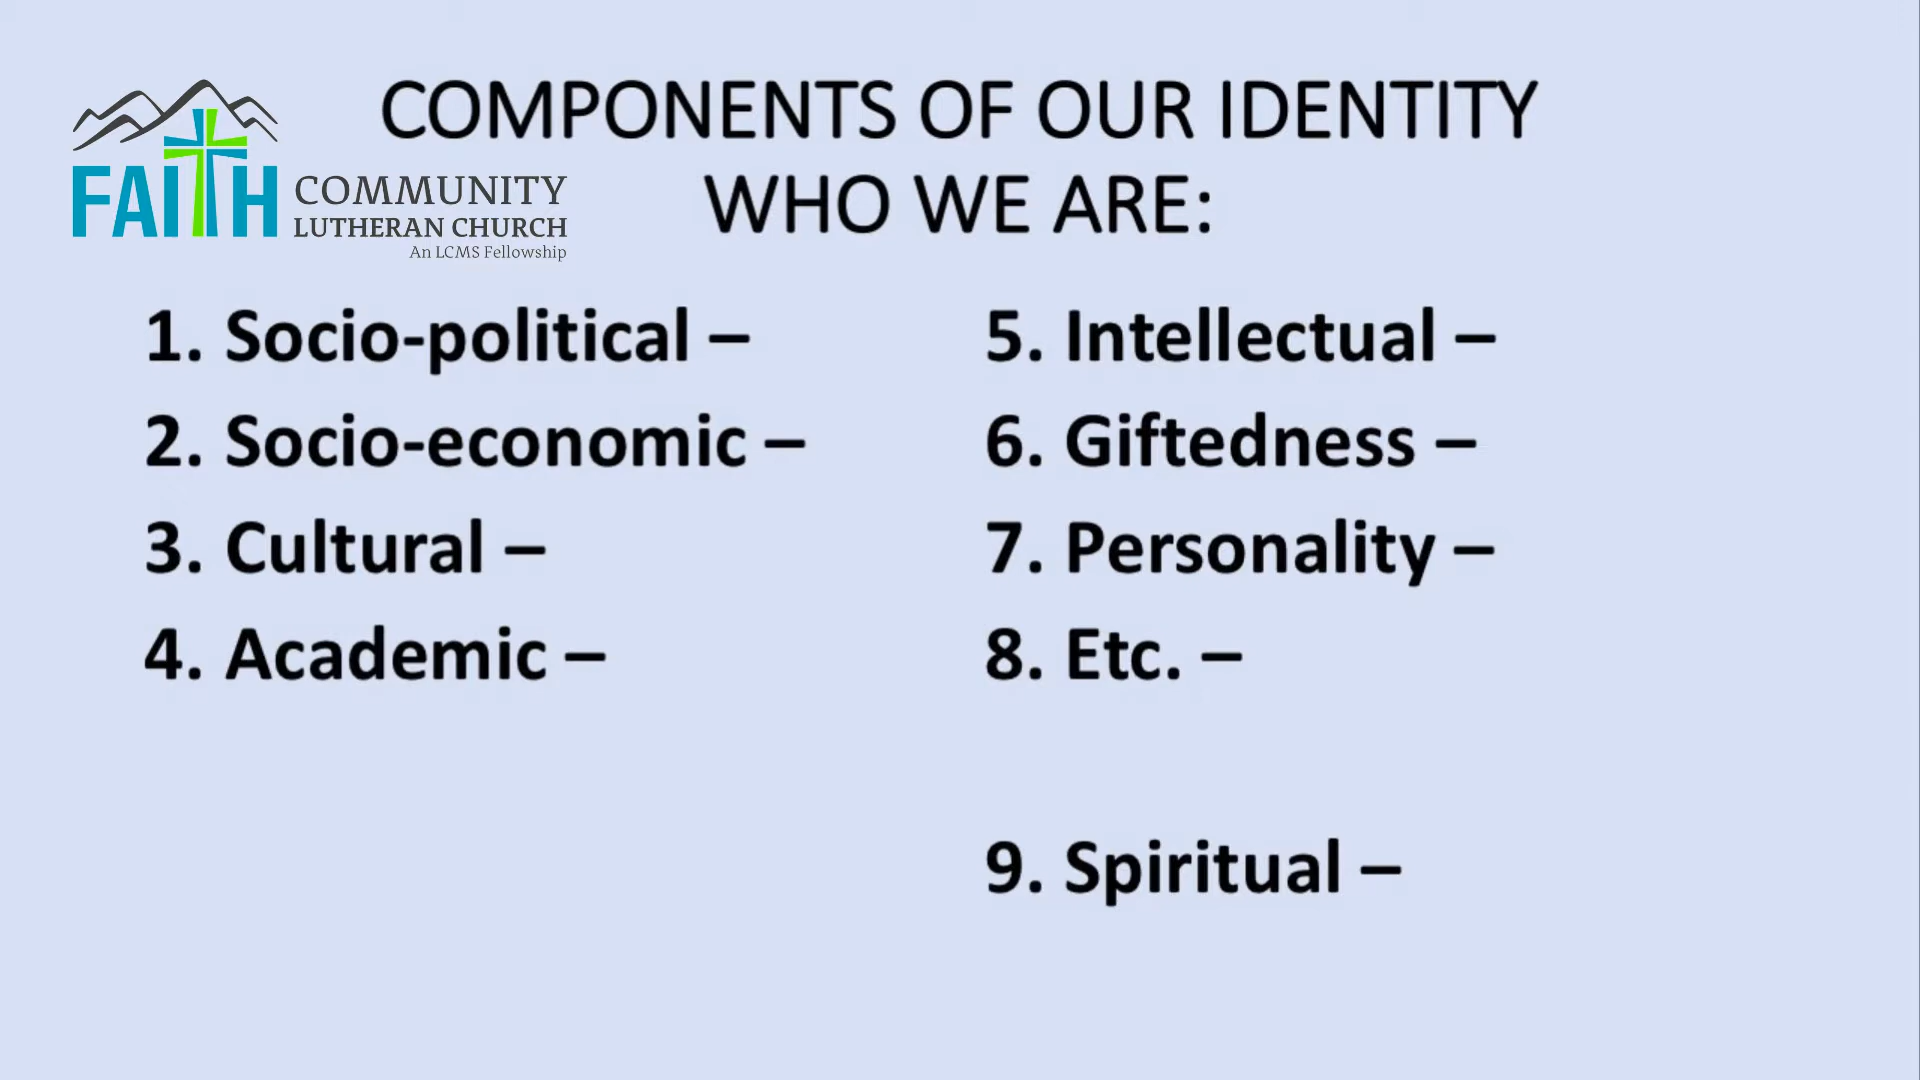 COMPONENTS OF OUR IDENTITY
WHO WE ARE:
FAITH COMMUNITY
LUTHERAN CHURCH
An LCMS Fellowship
1. Socio-political –
2. Socio-economic –
3. Cultural –
4. Academic –
5. Intellectual –
6. Giftedness –
7. Personality –
8. Etc. –
9. Spiritual –